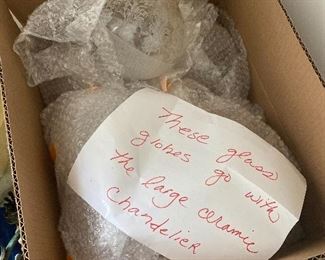 These glass
globes go with
the large ceramic
chandelier